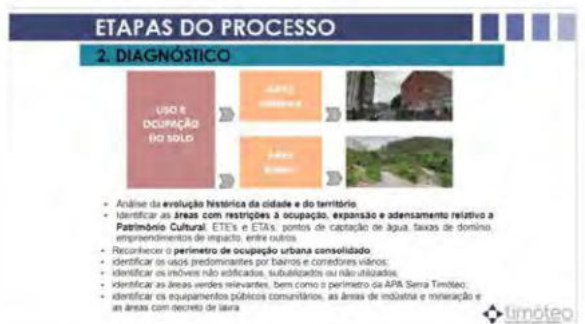 ETAPAS DO PROCESSO
2. DIAGNÓSTICO
USO E
OCUPAÇÃO
DO SOLO
ÁREA
ÁREA
- Análise da evolução histórica da cidade e do território
- Identificar as áreas com restrições à ocupação, expansão e adensamento relativo a
Patrimônio Cultural, ETE's e ETA's, pontos de captação de água, faixas de domínio,
empreendimentos de impacto, entre outros
- Reconhecer o perímetro de ocupação urbana consolidado
- identificar os usos predominantes por bairros e corredores viários;
- identificar os imóveis não edificados, subutilizados ou não utilizados;
- identificar as áreas verdes relevantes, bem como o perímetro da APA Serra Timóteo;
- identificar os equipamentos públicos comunitários, as áreas de indústria e mineração e
as áreas com decreto de lavra
timóteo